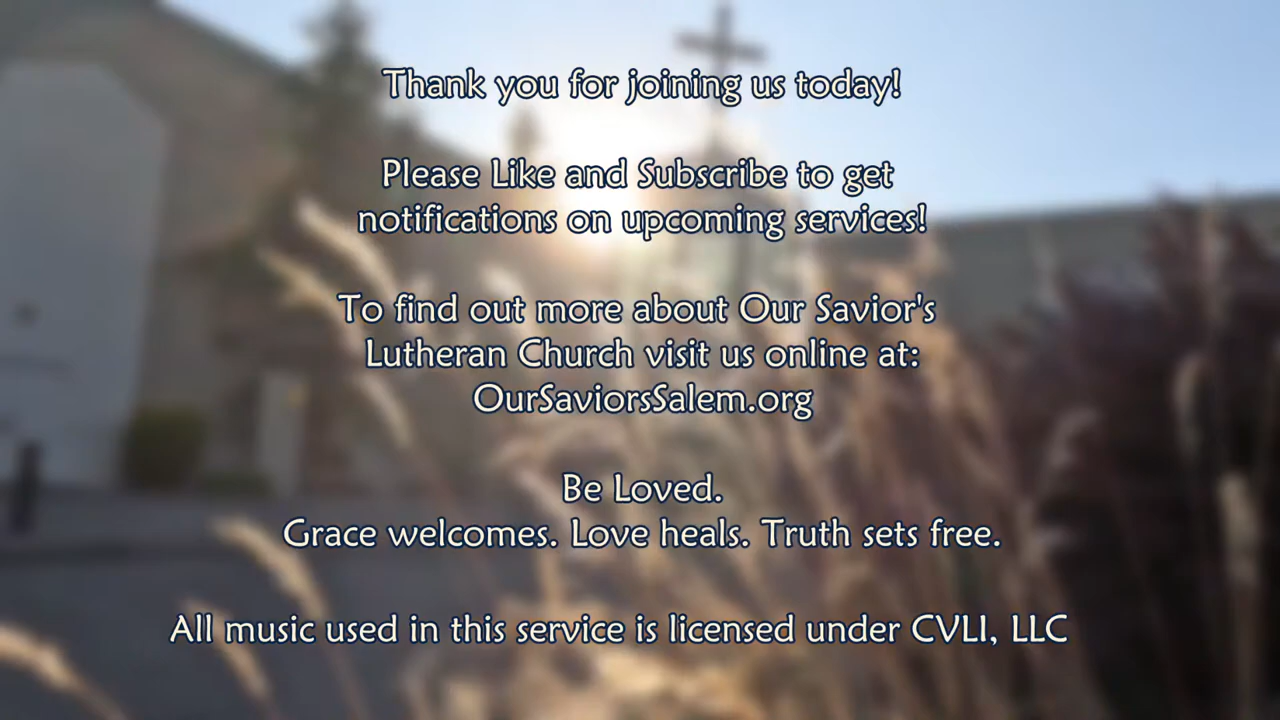 Thank you for joining us today!
Please Like and Subscribe to get
notifications on upcoming services!
To find out more about Our Savior's
Lutheran Church visit us online at:
OurSaviorsSalem.org
Be Loved.
Grace welcomes. Love heals. Truth sets free.
All music used in this service is licensed under CVLI, LLC